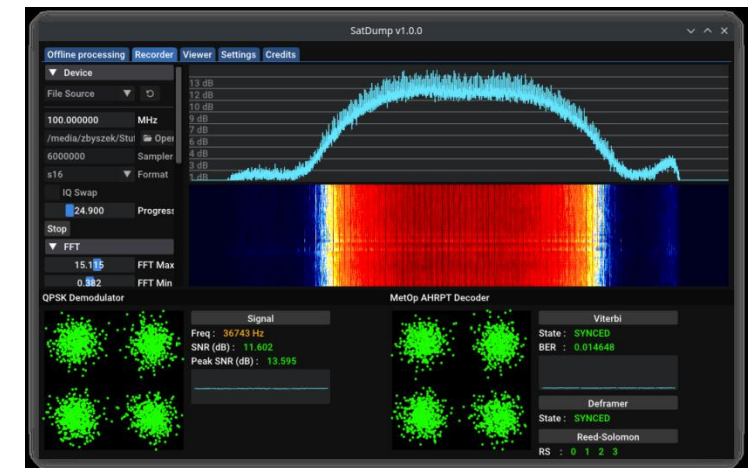 SatDump v1.0.0
Offline processing Recorder Viewer Settings Credits
Device
File Source
100.000000 MHz
/media/zbyszek/Stuf Open
6000000 Sampler
s16 Format
IQ Swap
24.900 Progress
Stop
FFT
15.115 FFT Max
0.382 FFT Min
13 dB
12 dB
10 dB
9 dB
7 dB
6 dB
4 dB
3 dB
1 dB
QPSK Demodulator
Signal
Freq : 36743 Hz
SNR (dB) : 11.602
Peak SNR (dB) : 13.595
MetOp AHRPT Decoder
Viterbi
State : SYNCED
BER : 0.014648
Deframer
State : SYNCED
Reed-Solomon
RS : 0 1 2 3